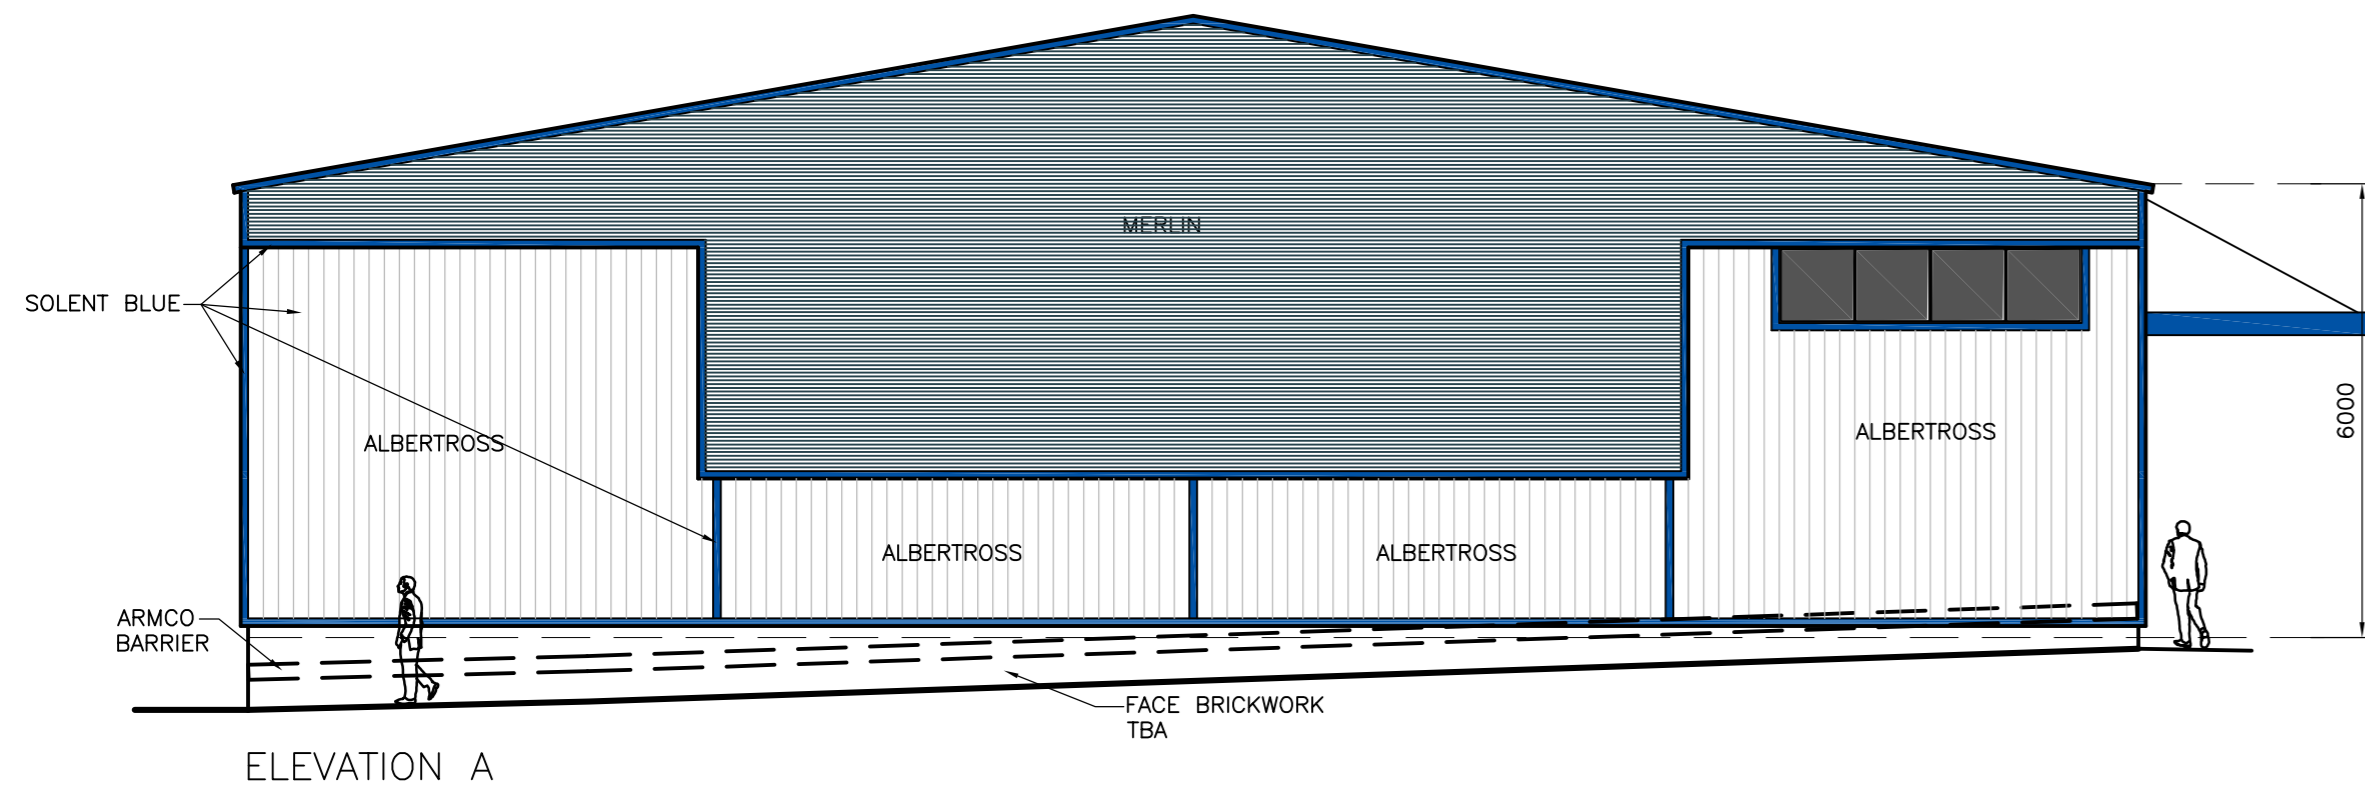 MERLIN
SOLENT BLUE
6000
ALBERTROSS
ALBERTROSS
ALBERTROSS
ALBERTROSS
ARMCO
BARRIER
FACE BRICKWORK
TBA
ELEVATION A